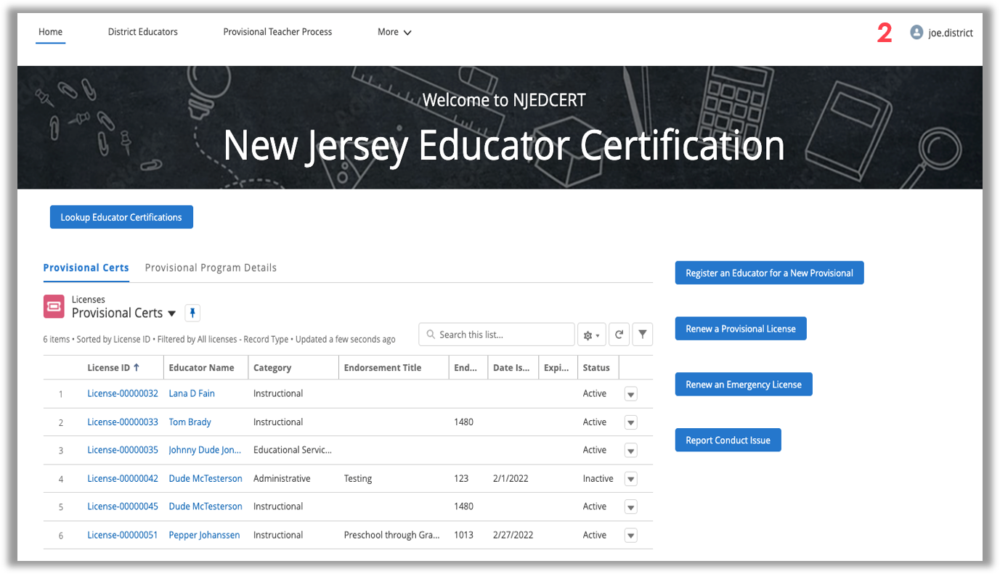 Home District Educators Provisional Teacher Process More 2 joe.district
Welcome to NJEDCERT
New Jersey Educator Certification
Lookup Educator Certifications
Provisional Certs Provisional Program Details
Register an Educator for a New Provisional
Licenses
Provisional Certs
Renew a Provisional License
6 items • Sorted by License ID • Filtered by All licenses - Record Type • Updated a few seconds ago
Search this list...
License ID Educator Name Category Endorsement Title End... Date Is... Expi... Status
Renew an Emergency License
1 License-00000032 Lana D Fain Instructional Active
2 License-00000033 Tom Brady Instructional 1480 Active
Report Conduct Issue
3 License-00000035 Johnny Dude Jon... Educational Servic... Active
4 License-00000042 Dude McTesterson Administrative Testing 123 2/1/2022 Inactive
5 License-00000045 Dude McTesterson Instructional 1480 Active
6 License-00000051 Pepper Johanssen Instructional Preschool through Gra... 1013 2/27/2022 Active